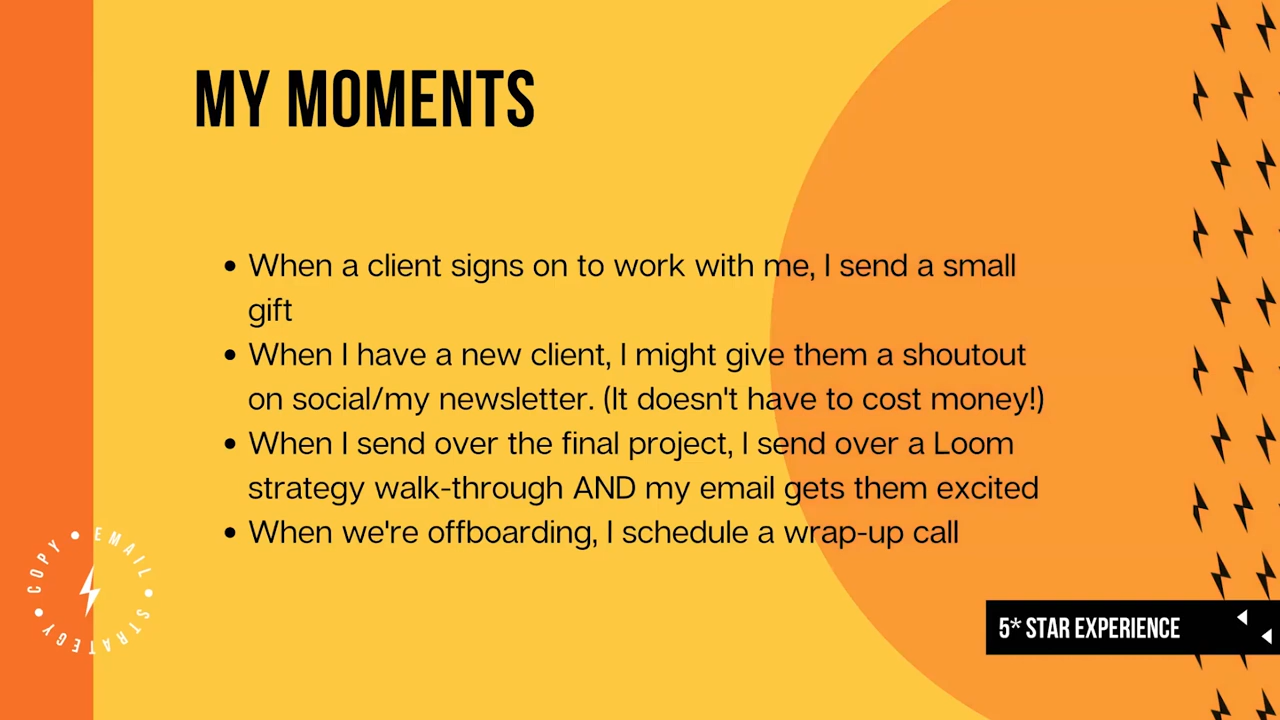 MY MOMENTS
• When a client signs on to work with me, I send a small
gift
• When I have a new client, I might give them a shoutout
on social/my newsletter. (It doesn't have to cost money!)
• When I send over the final project, I send over a Loom
strategy walk-through AND my email gets them excited
• When we're offboarding, I schedule a wrap-up call
COPY • EMAIL • STRATEGY •
5* STAR EXPERIENCE